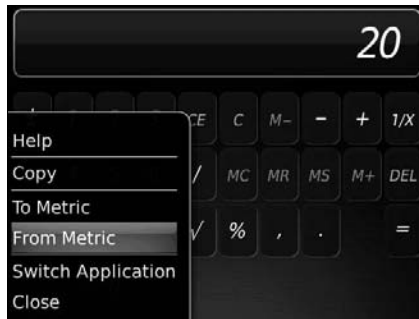 20
CE C M- - + 1/X
Help
Copy
/ MC MR MS M+ DEL
To Metric
From Metric
√ % , . =
Switch Application
Close